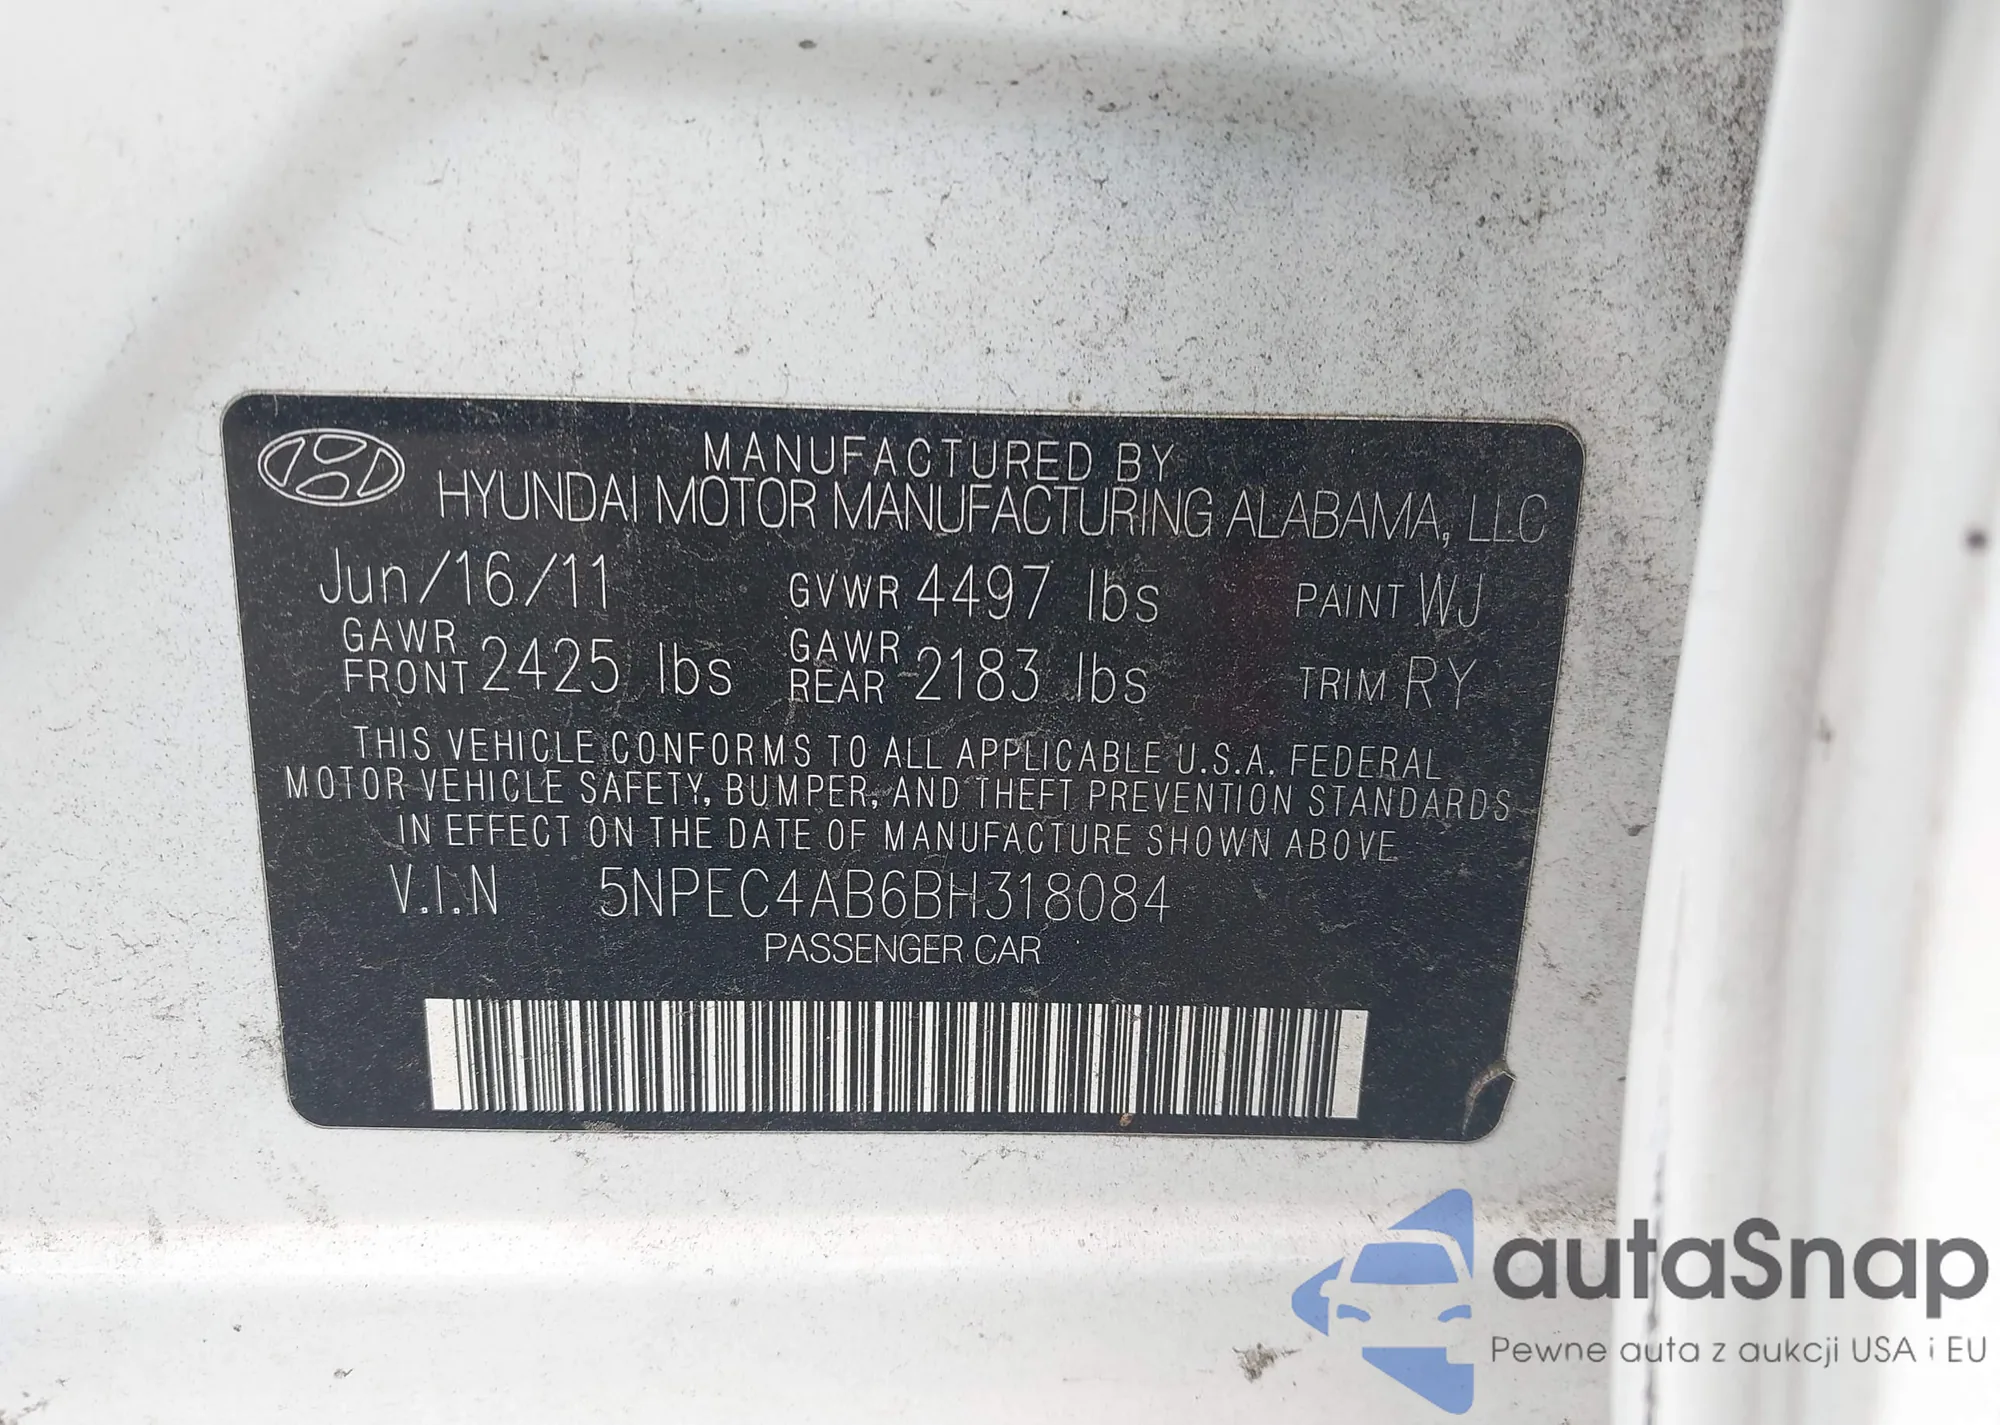 MANUFACTURED BY
HYUNDAI MOTOR MANUFACTURING ALABAMA, LLC
Jun/16/11 GVWR 4497 lbs PAINT WJ
GAWR FRONT 2425 lbs GAWR REAR 2183 lbs TRIM RY
THIS VEHICLE CONFORMS TO ALL APPLICABLE U.S.A. FEDERAL
MOTOR VEHICLE SAFETY, BUMPER, AND THEFT PREVENTION STANDARDS
IN EFFECT ON THE DATE OF MANUFACTURE SHOWN ABOVE
V.I.N 5NPEC4AB6BH318084
PASSENGER CAR
autaSnap
Pewne auta z aukcji USA i EU